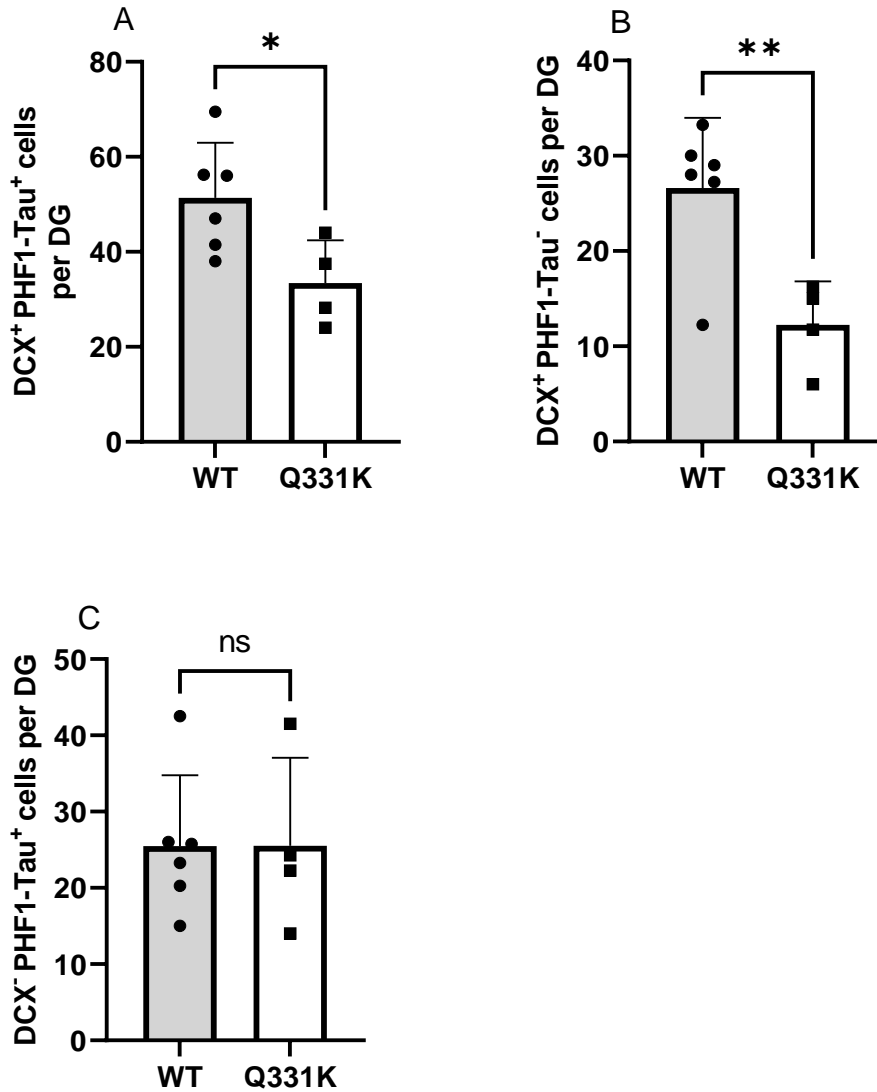 A
*
DCX⁺ PHF1-Tau⁺ cells
per DG
80
60
40
20
0
WT
Q331K
B
**
DCX⁺ PHF1-Tau⁻ cells per DG
40
30
20
10
0
WT
Q331K
C
ns
DCX⁻ PHF1-Tau⁺ cells per DG
50
40
30
20
10
0
WT
Q331K